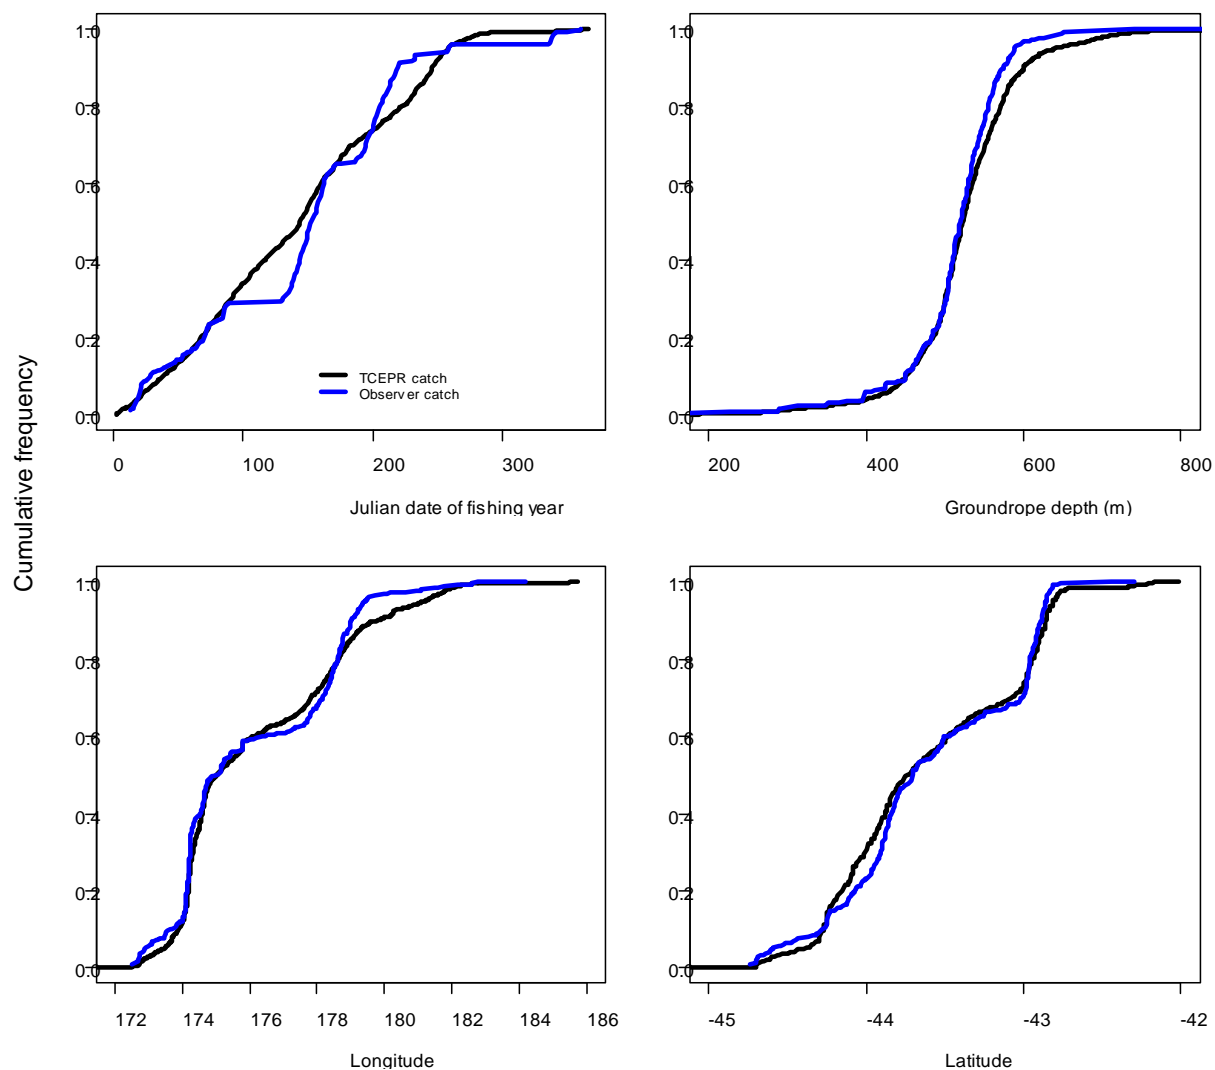 Cumulative frequency
1.0
0.8
0.6
0.4
0.2
0.0
TCEPR catch
Observer catch
0 100 200 300
Julian date of fishing year
1.0
0.8
0.6
0.4
0.2
0.0
200 400 600 800
Groundrope depth (m)
1.0
0.8
0.6
0.4
0.2
0.0
172 174 176 178 180 182 184 186
Longitude
1.0
0.8
0.6
0.4
0.2
0.0
-45 -44 -43 -42
Latitude